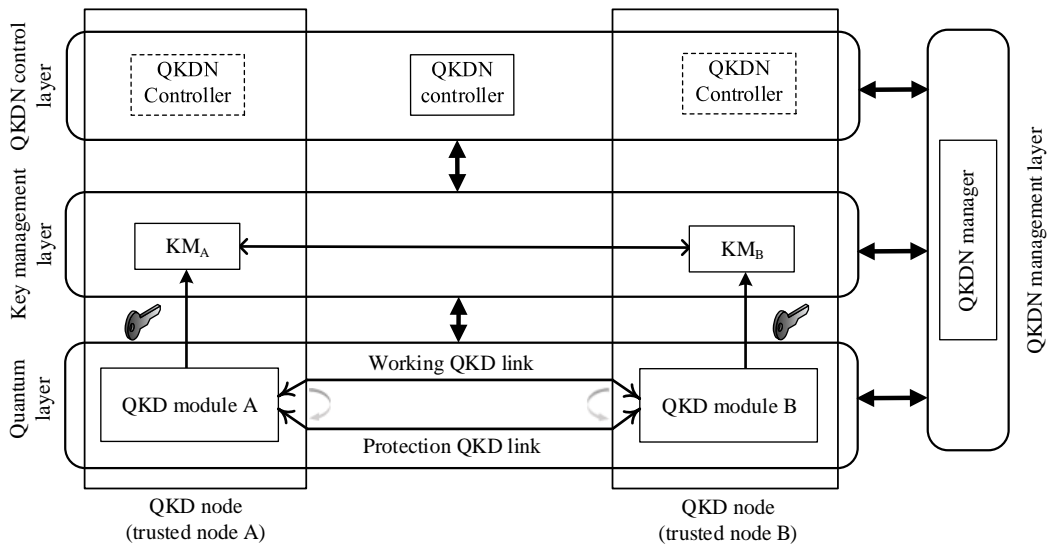 QKDN control
layer
QKDN
Controller
QKDN
controller
QKDN
Controller
Key management
layer
KMA
KMB
QKDN manager
QKDN management layer
Quantum
layer
Working QKD link
QKD module A
QKD module B
Protection QKD link
QKD node
(trusted node A)
QKD node
(trusted node B)